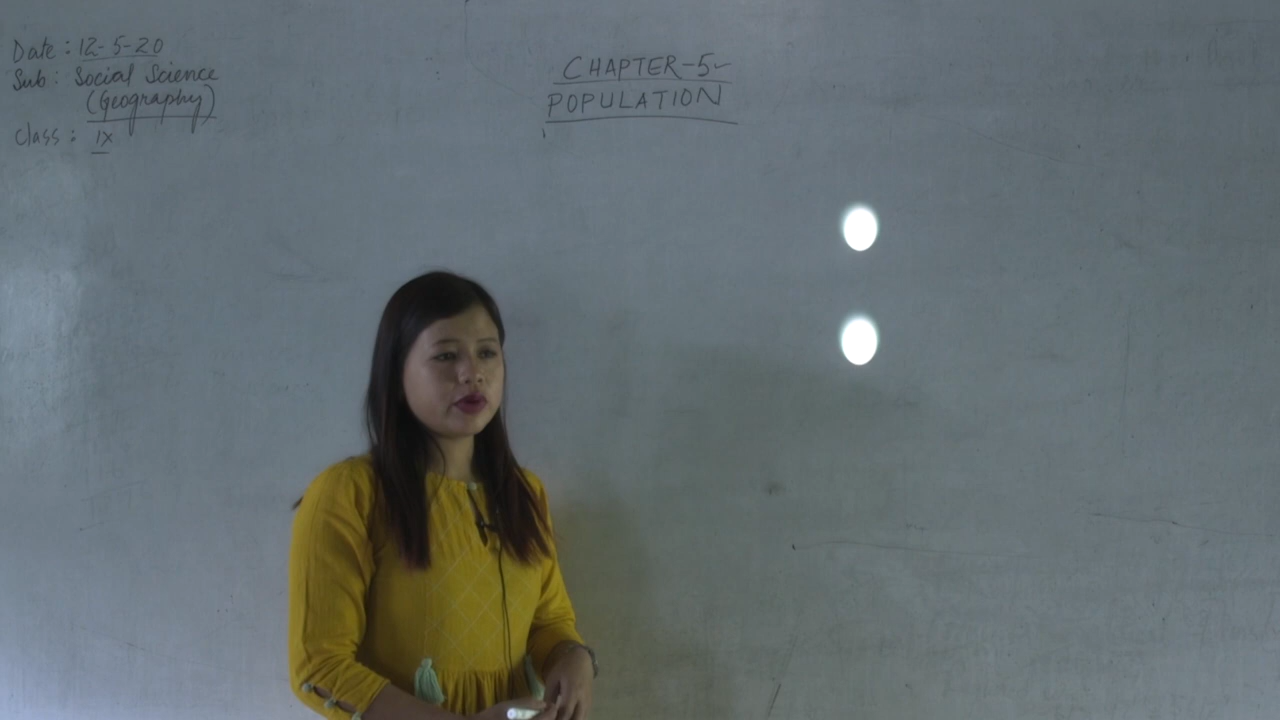 Date : 12-5-20
Sub : Social Science
(Geography)
Class : IX
CHAPTER-5
POPULATION